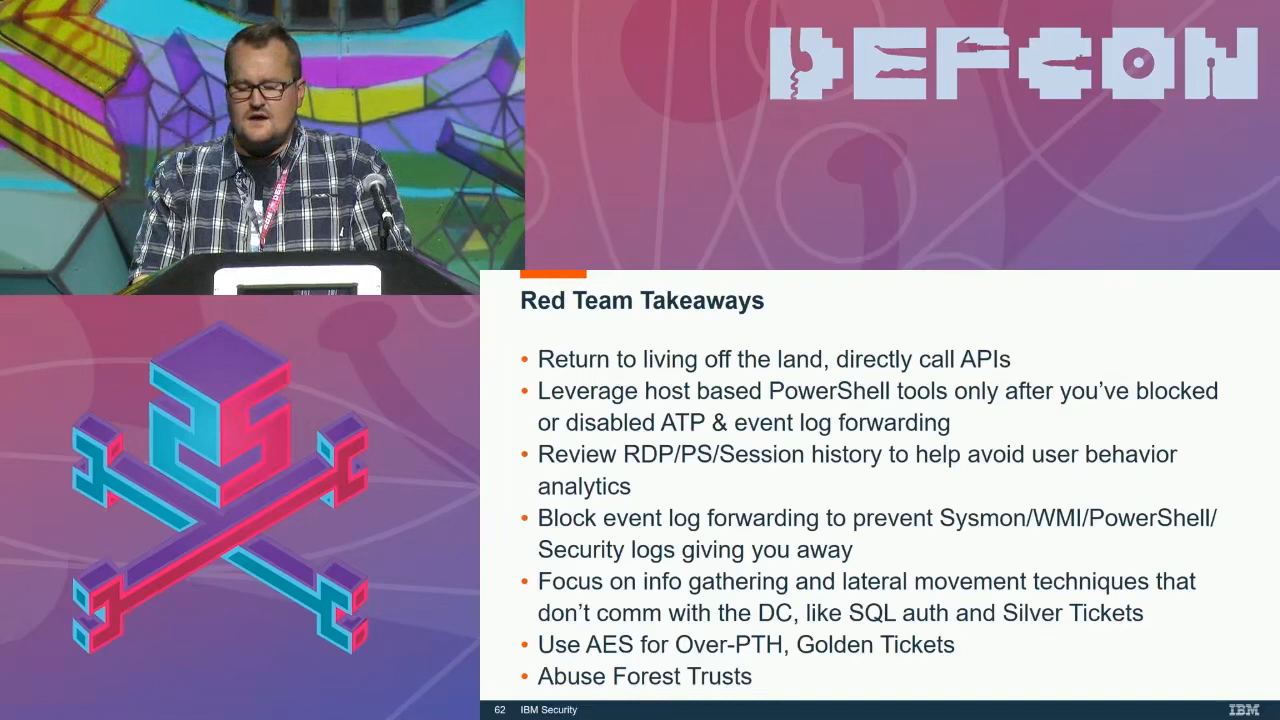 DEFCON
Red Team Takeaways
• Return to living off the land, directly call APIs
• Leverage host based PowerShell tools only after you’ve blocked
or disabled ATP & event log forwarding
• Review RDP/PS/Session history to help avoid user behavior
analytics
• Block event log forwarding to prevent Sysmon/WMI/PowerShell/
Security logs giving you away
• Focus on info gathering and lateral movement techniques that
don’t comm with the DC, like SQL auth and Silver Tickets
• Use AES for Over-PTH, Golden Tickets
• Abuse Forest Trusts
62 IBM Security
IBM